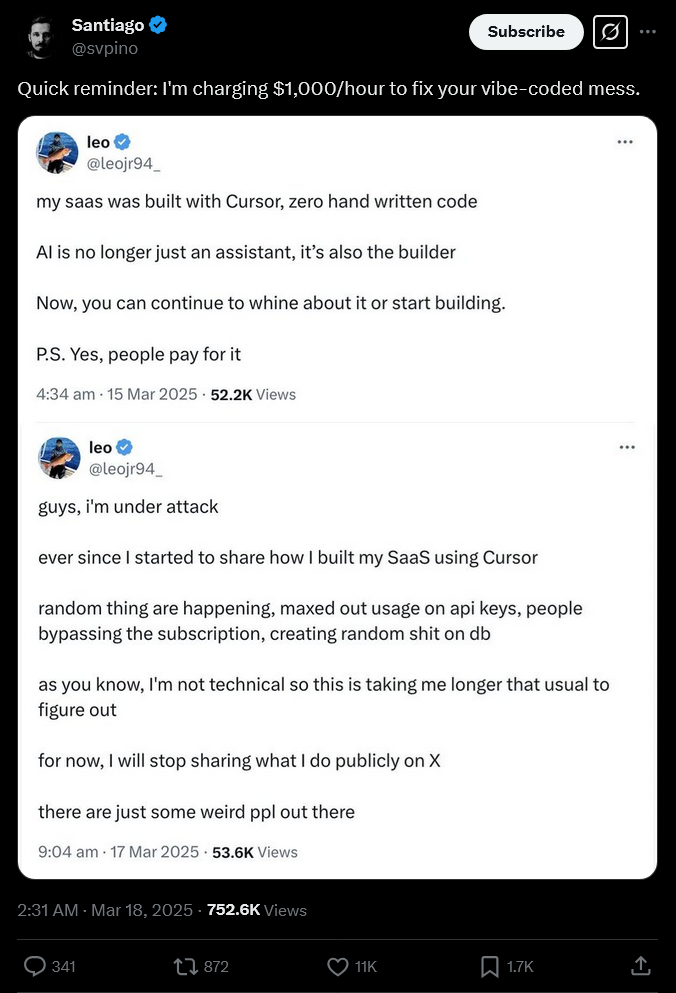 Santiago
@svpino
Subscribe
Quick reminder: I'm charging $1,000/hour to fix your vibe-coded mess.
leo
@leojr94_
my saas was built with Cursor, zero hand written code
AI is no longer just an assistant, it’s also the builder
Now, you can continue to whine about it or start building.
P.S. Yes, people pay for it
4:34 am · 15 Mar 2025 · 52.2K Views
leo
@leojr94_
guys, i'm under attack
ever since I started to share how I built my SaaS using Cursor
random thing are happening, maxed out usage on api keys, people
bypassing the subscription, creating random shit on db
as you know, I'm not technical so this is taking me longer that usual to
figure out
for now, I will stop sharing what I do publicly on X
there are just some weird ppl out there
9:04 am · 17 Mar 2025 · 53.6K Views
2:31 AM · Mar 18, 2025 · 752.6K Views
341 872 11K 1.7K